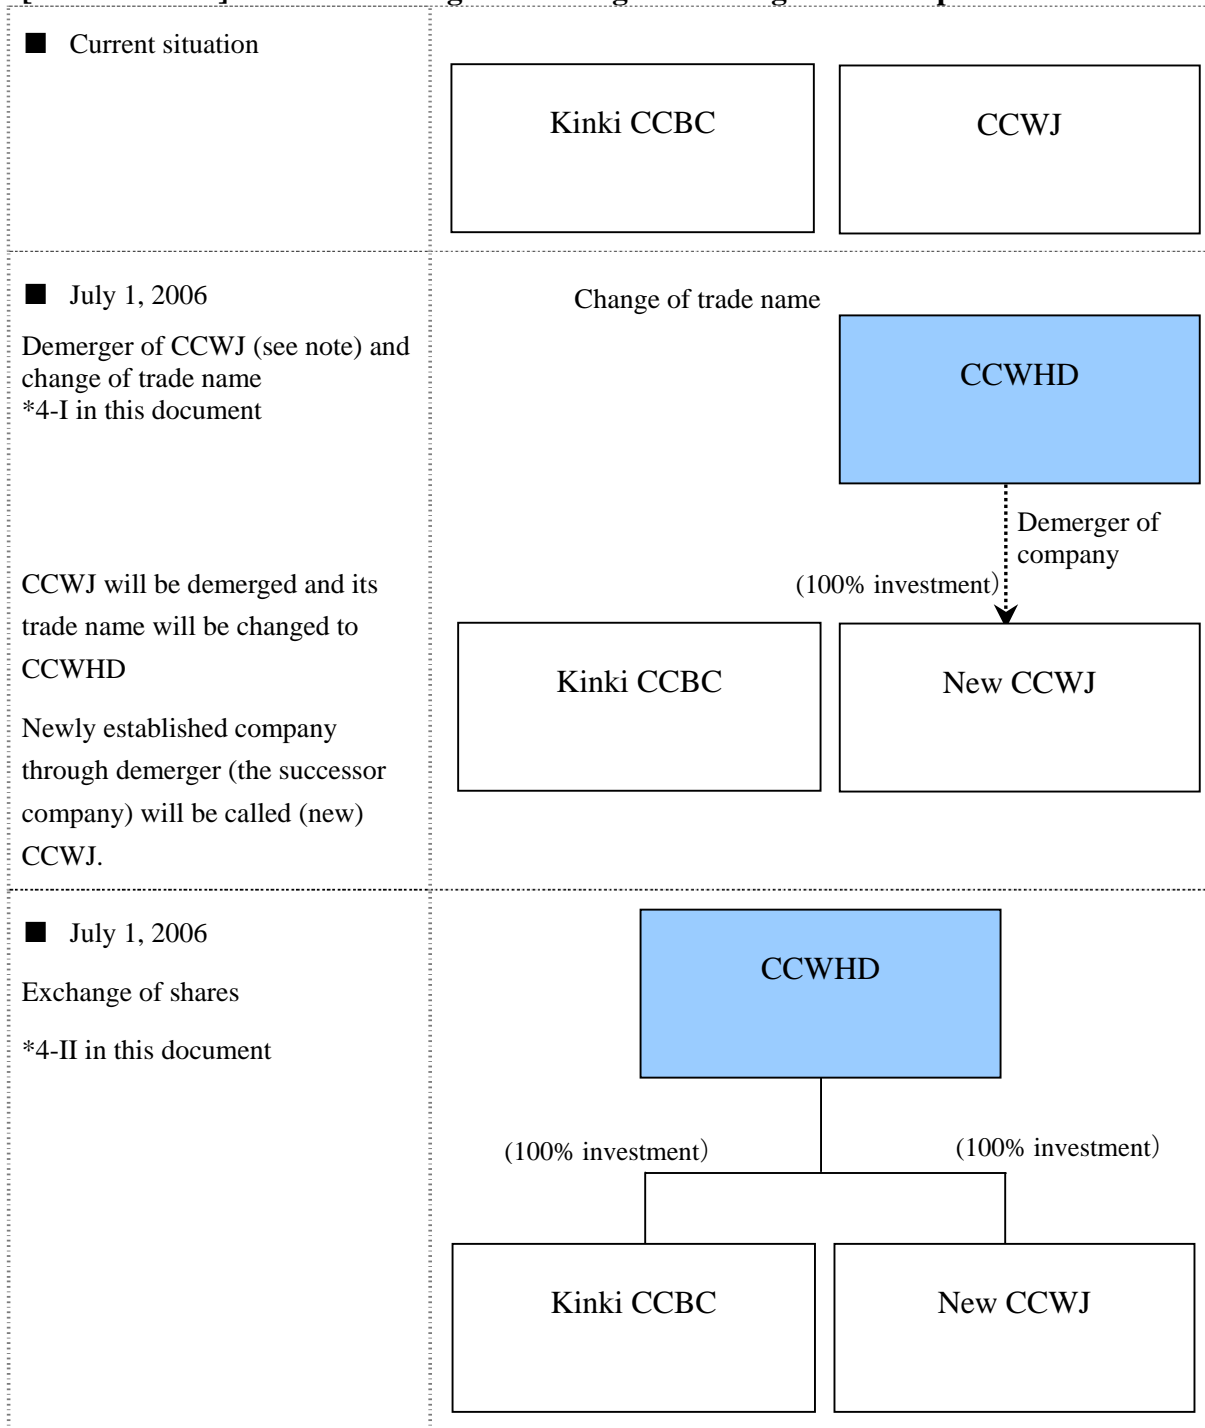 ■ Current situation
Kinki CCBC
CCWJ
■ July 1, 2006
Demerger of CCWJ (see note) and
change of trade name
*4-I in this document
CCWJ will be demerged and its
trade name will be changed to
CCWHD
Newly established company
through demerger (the successor
company) will be called (new)
CCWJ.
Change of trade name
CCWHD
Demerger of
company
(100% investment）
Kinki CCBC
New CCWJ
■ July 1, 2006
Exchange of shares
*4-II in this document
CCWHD
(100% investment）
(100% investment）
Kinki CCBC
New CCWJ